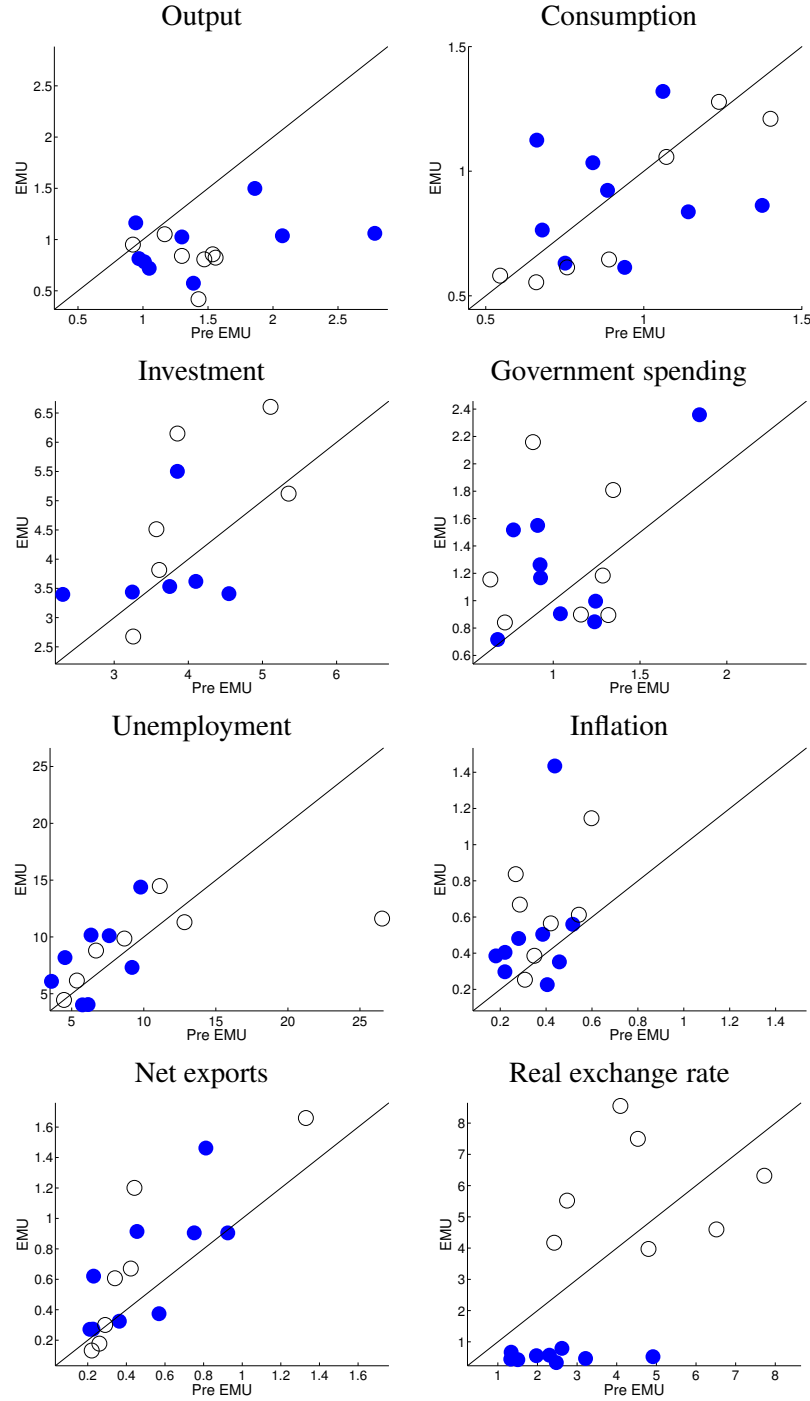 Output
Consumption
2.5
2
1.5
1
0.5
EMU
0.5 1 1.5 2 2.5
Pre EMU
1.5
1
0.5
EMU
0.5 1 1.5
Pre EMU
Investment
Government spending
6.5
6
5.5
5
4.5
4
3.5
3
2.5
EMU
3 4 5 6
Pre EMU
2.4
2.2
2
1.8
1.6
1.4
1.2
1
0.8
0.6
EMU
1 1.5 2
Pre EMU
Unemployment
Inflation
25
20
15
10
5
EMU
5 10 15 20 25
Pre EMU
1.4
1.2
1
0.8
0.6
0.4
0.2
EMU
0.2 0.4 0.6 0.8 1 1.2 1.4
Pre EMU
Net exports
Real exchange rate
1.6
1.4
1.2
1
0.8
0.6
0.4
0.2
EMU
0.2 0.4 0.6 0.8 1 1.2 1.4 1.6
Pre EMU
8
7
6
5
4
3
2
1
EMU
1 2 3 4 5 6 7 8
Pre EMU